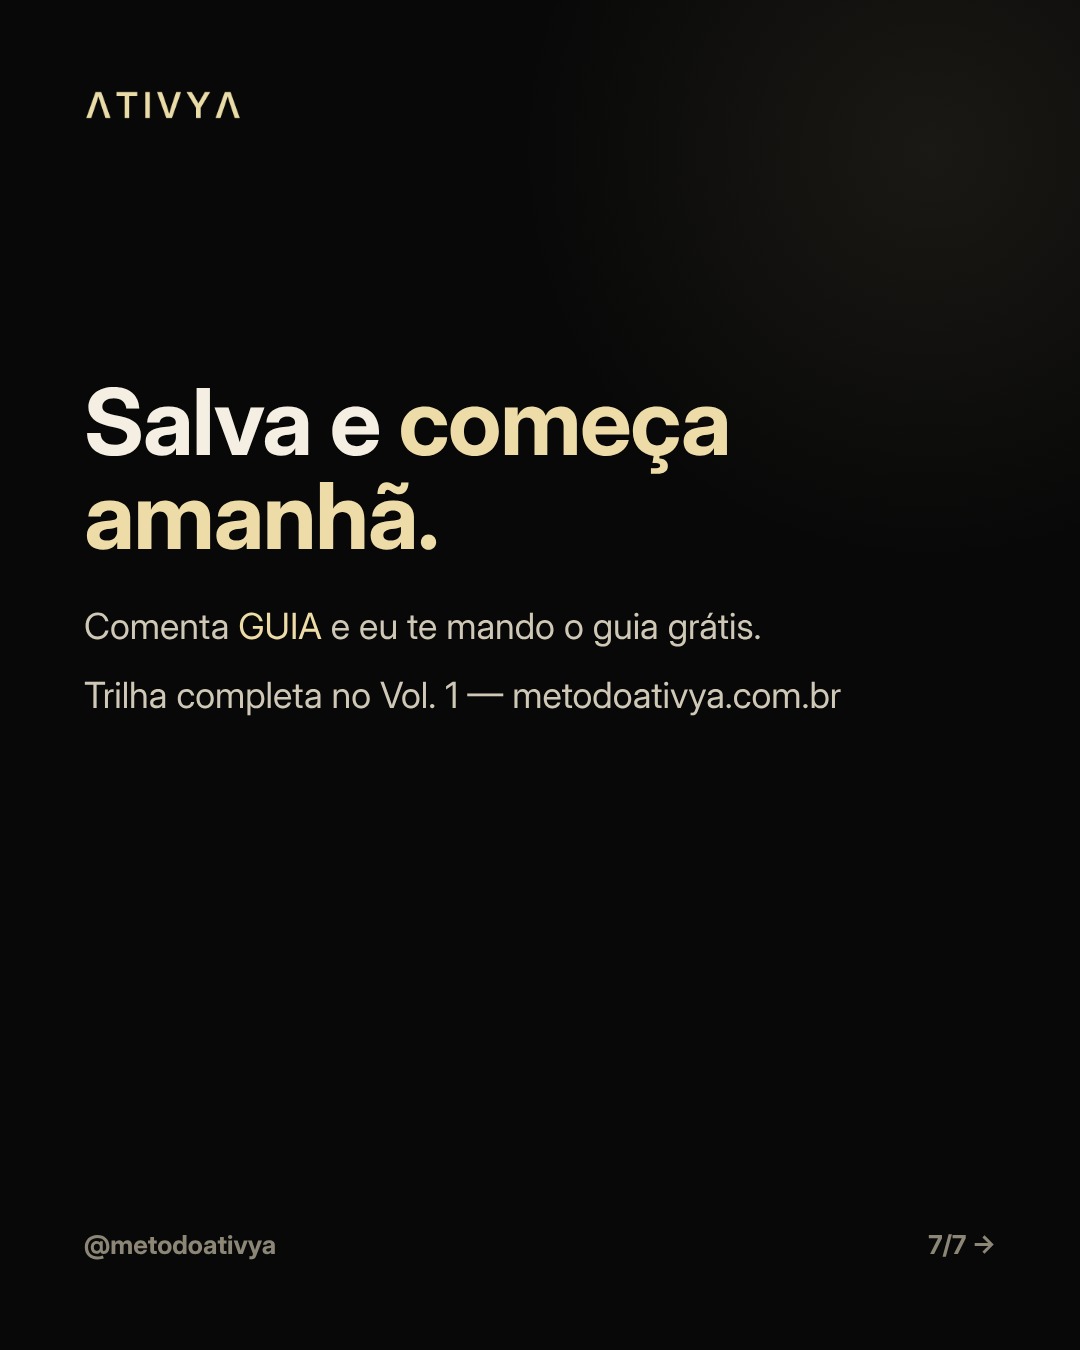 ATIVYA
Salva e começa
amanhã.
Comenta GUIA e eu te mando o guia grátis.
Trilha completa no Vol. 1 — metodoativya.com.br
@metodoativya
7/7 →